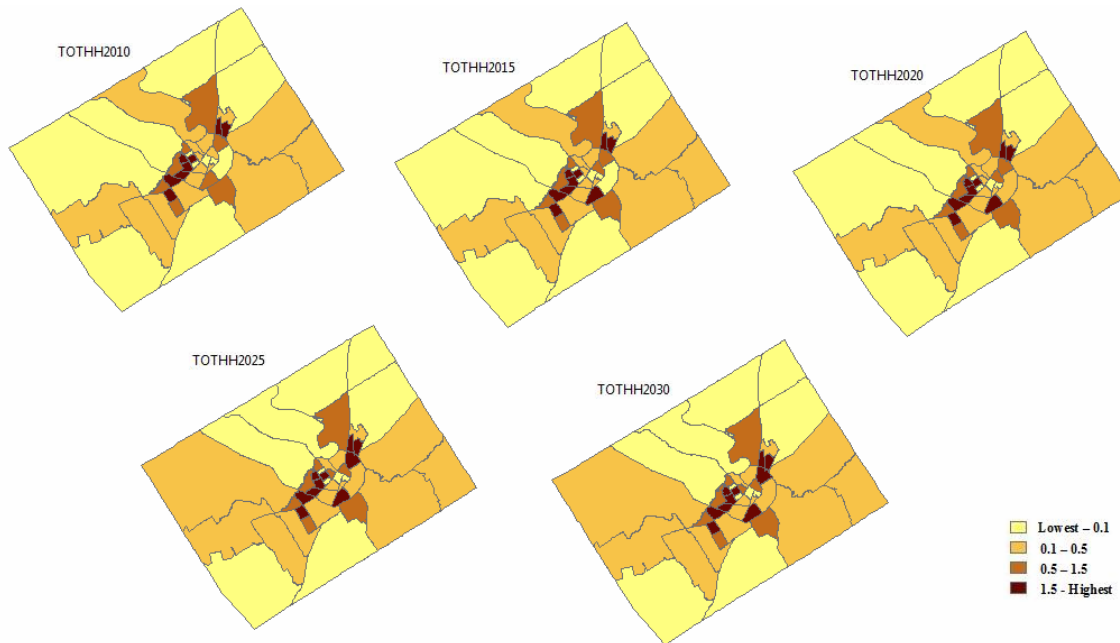 TOTHH2010
TOTHH2015
TOTHH2020
TOTHH2025
TOTHH2030
Lowest – 0.1
0.1 – 0.5
0.5 – 1.5
1.5 - Highest